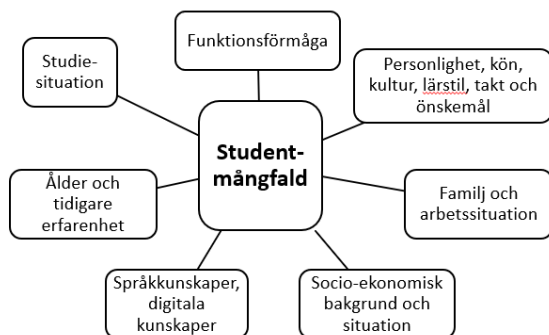 Funktionsförmåga
Studie-
situation
Personlighet, kön,
kultur, lärstil, takt och
önskemål
Student-
mångfald
Ålder och
tidigare
erfarenhet
Familj och
arbetssituation
Språkkunskaper,
digitala
kunskaper
Socio-ekonomisk
bakgrund och
situation